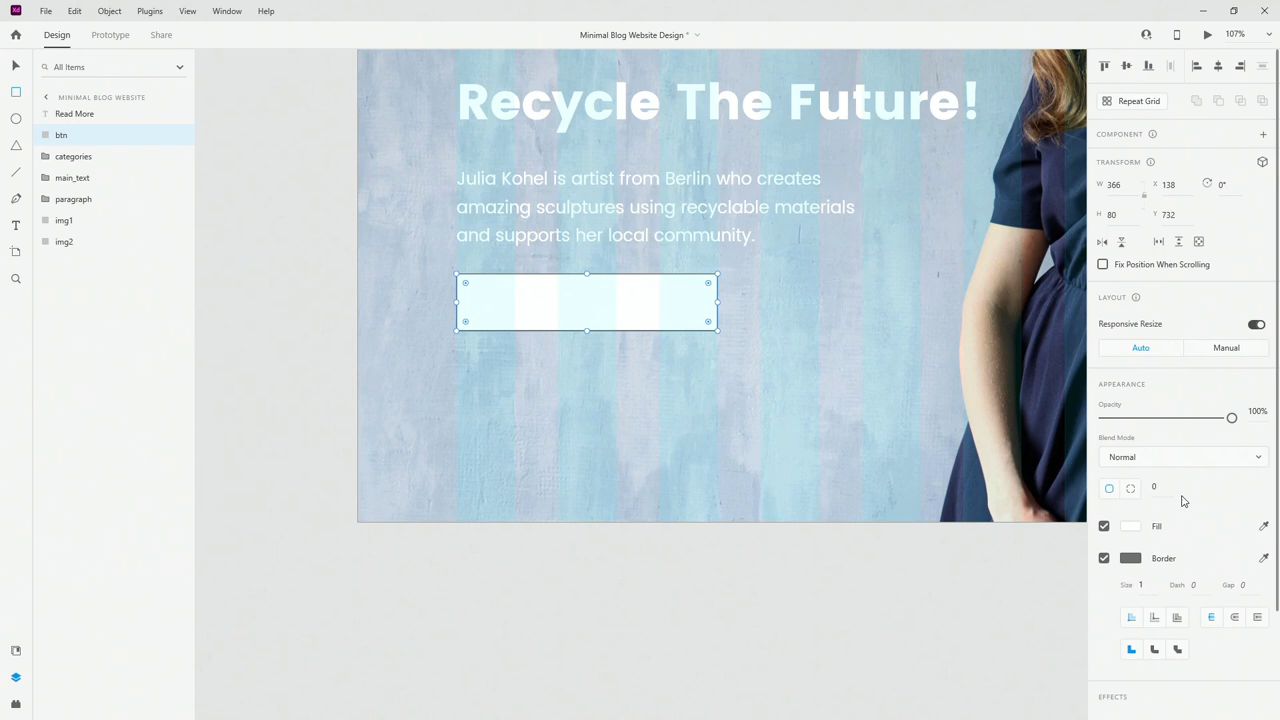 Xd File Edit Object Plugins View Window Help
Design Prototype Share
Minimal Blog Website Design *
107%
All Items
MINIMAL BLOG WEBSITE
T Read More
btn
categories
main_text
paragraph
img1
img2
Recycle The Future!
Julia Kohel is artist from Berlin who creates
amazing sculptures using recyclable materials
and supports her local community.
Repeat Grid
COMPONENT
TRANSFORM
W 366 X 138 0°
H 80 Y 732
Fix Position When Scrolling
LAYOUT
Responsive Resize
Auto Manual
APPEARANCE
Opacity
100%
Blend Mode
Normal
0
Fill
Border
Size 1 Dash 0 Gap 0
EFFECTS